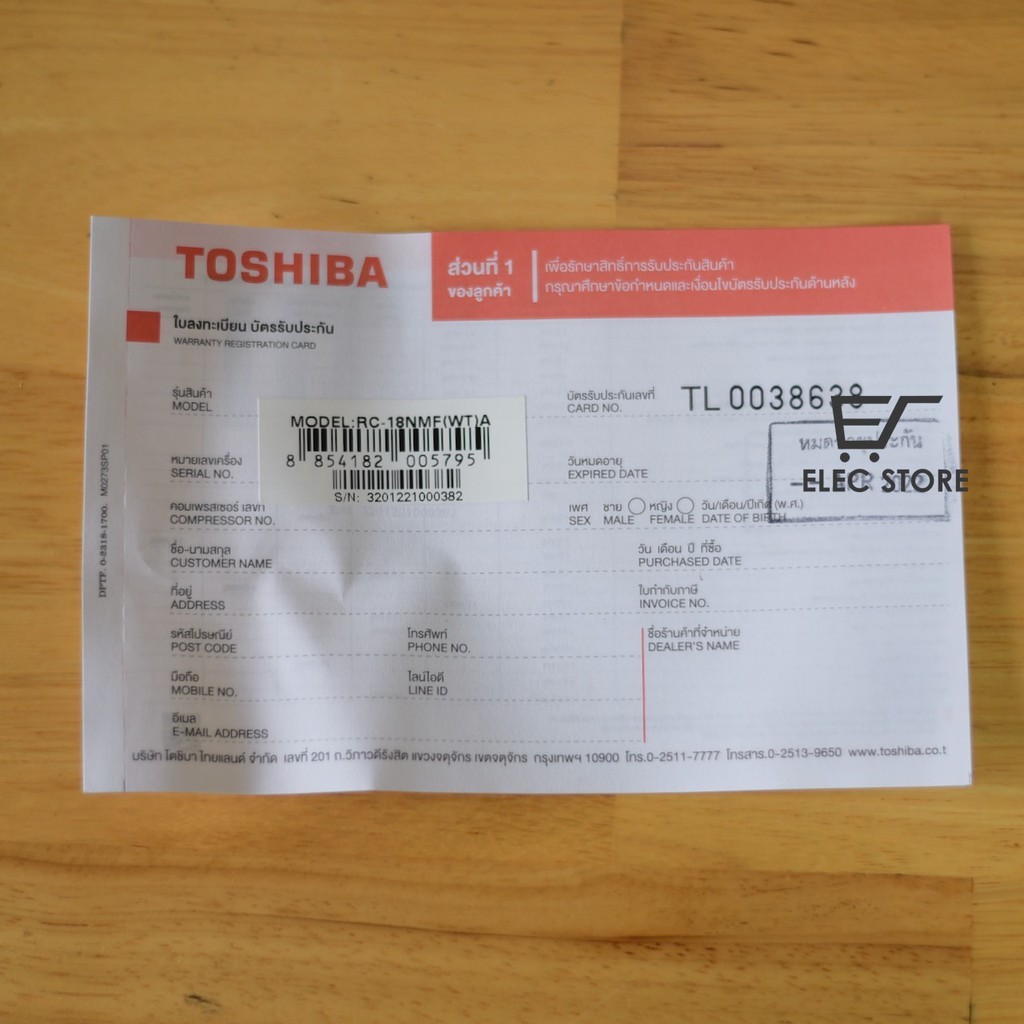 TOSHIBA
ส่วนที่ 1
ของลูกค้า
เพื่อรักษาสิทธิ์การรับประกันสินค้า
กรุณาศึกษาข้อกำหนดและเงื่อนไขบัตรรับประกันด้านหลัง
ใบลงทะเบียน บัตรรับประกัน
WARRANTY REGISTRATION CARD
รุ่นสินค้า
MODEL
MODEL:RC-18NMF(WT)A
8 854182 005795
S/N: 3201221000382
บัตรรับประกันเลขที่
CARD NO.
TL 0038638
ELEC STORE
หมายเลขเครื่อง
SERIAL NO.
วันหมดอายุ
EXPIRED DATE
คอมเพรสเซอร์ เลขที่
COMPRESSOR NO.
เพศ ชาย หญิง วัน/เดือน/ปีเกิด (พ.ศ.)
SEX MALE FEMALE DATE OF BIRTH
ชื่อ-นามสกุล
CUSTOMER NAME
วัน เดือน ปี ที่ซื้อ
PURCHASED DATE
ที่อยู่
ADDRESS
ใบกำกับภาษี
INVOICE NO.
รหัสไปรษณีย์
POST CODE
โทรศัพท์
PHONE NO.
ชื่อร้านค้าที่จำหน่าย
DEALER'S NAME
มือถือ
MOBILE NO.
ไลน์ไอดี
LINE ID
อีเมล
E-MAIL ADDRESS
บริษัท โตชิบา ไทยแลนด์ จำกัด เลขที่ 201 ถ.วิภาวดีรังสิต แขวงจตุจักร เขตจตุจักร กรุงเทพฯ 10900 โทร.0-2511-7777 โทรสาร.0-2513-9650 www.toshiba.co.t
DPTF. 0-2318-1700. M0273SP01